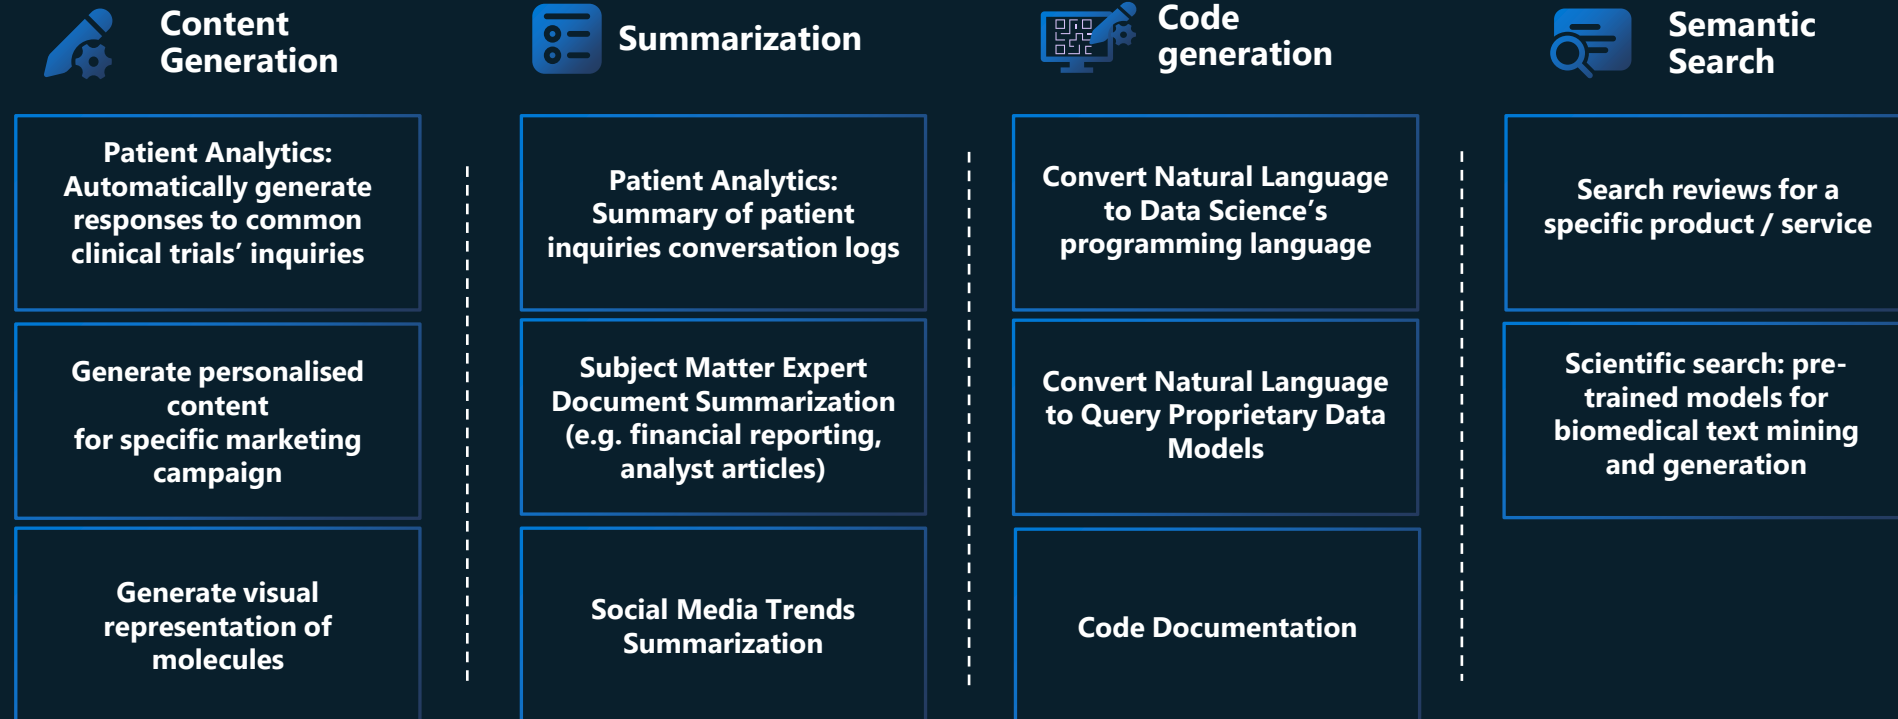 Content
Generation
Summarization
Code
generation
Semantic
Search
Patient Analytics:
Automatically generate
responses to common
clinical trials’ inquiries
Generate personalised
content
for specific marketing
campaign
Generate visual
representation of
molecules
Patient Analytics:
Summary of patient
inquiries conversation logs
Subject Matter Expert
Document Summarization
(e.g. financial reporting,
analyst articles)
Social Media Trends
Summarization
Convert Natural Language
to Data Science’s
programming language
Convert Natural Language
to Query Proprietary Data
Models
Code Documentation
Search reviews for a
specific product / service
Scientific search: pre-
trained models for
biomedical text mining
and generation